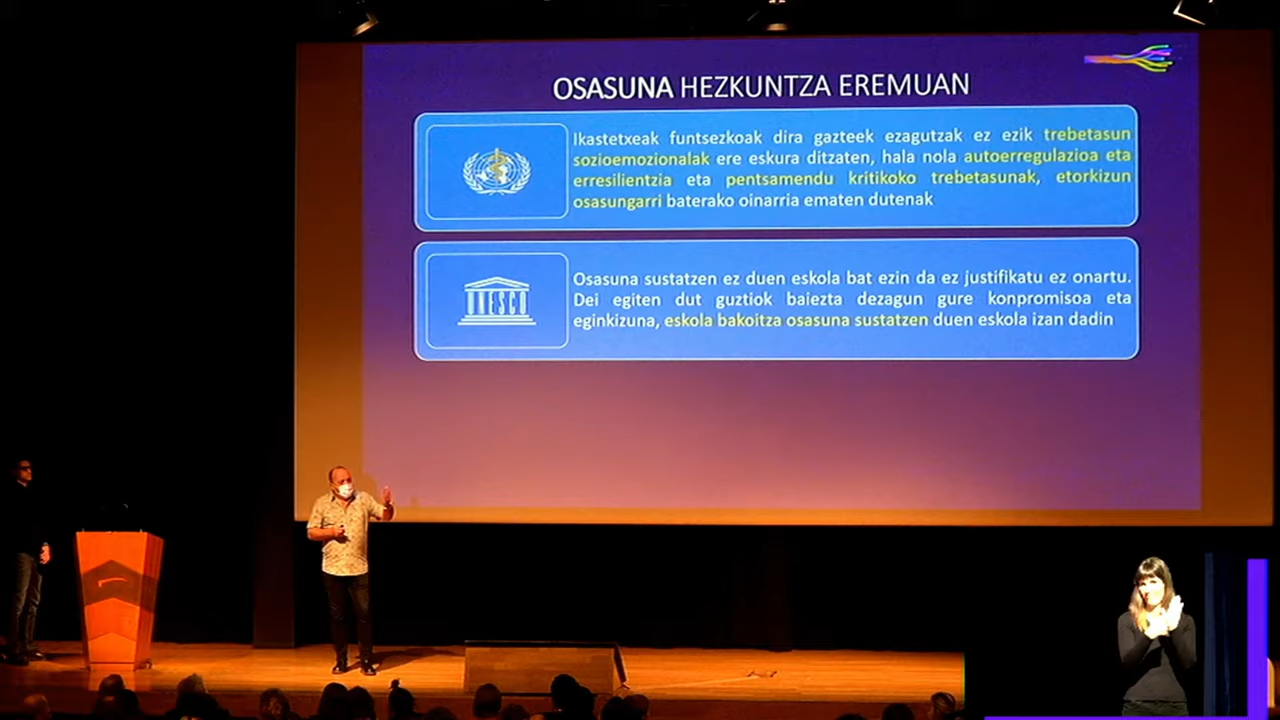 OSASUNA HEZKUNTZA EREMUAN
Ikastetxeak funtsezkoak dira gazteek ezagutzak ez ezik trebetasun
sozioemozionalak ere eskura ditzaten, hala nola autoerregulazioa eta
erresilientzia eta pentsamendu kritikoko trebetasunak, etorkizun
osasungarri baterako oinarria ematen dutenak
UNESCO
Osasuna sustatzen ez duen eskola bat ezin da ez justifikatu ez onartu.
Dei egiten dut guztiok baiezta dezagun gure konpromisoa eta
eginkizuna, eskola bakoitza osasuna sustatzen duen eskola izan dadin